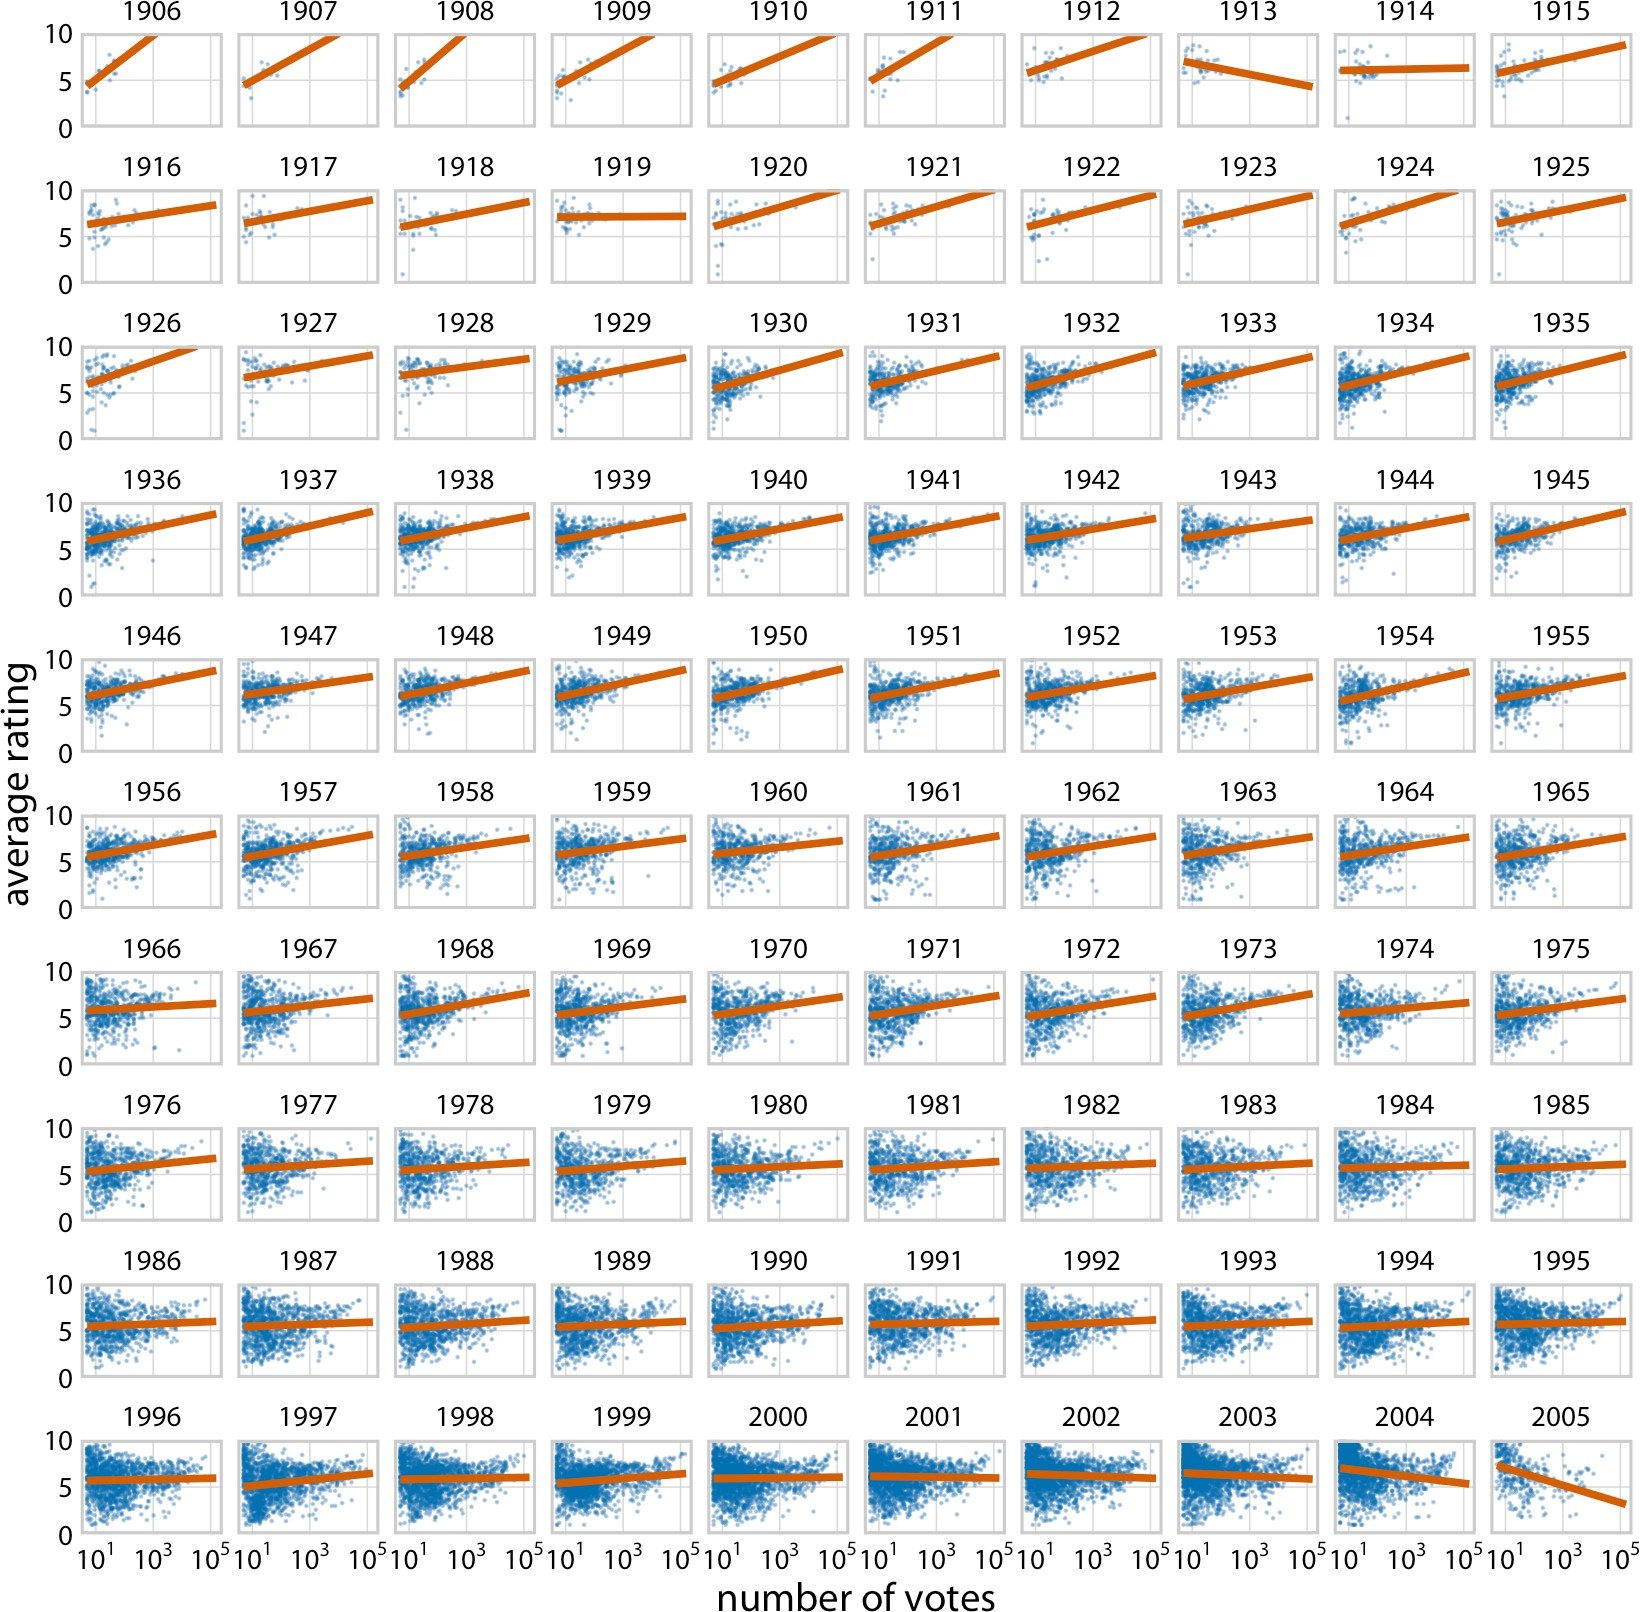 1906 1907 1908 1909 1910 1911 1912 1913 1914 1915
10
5
0
1916 1917 1918 1919 1920 1921 1922 1923 1924 1925
10
5
0
1926 1927 1928 1929 1930 1931 1932 1933 1934 1935
10
5
0
1936 1937 1938 1939 1940 1941 1942 1943 1944 1945
10
5
0
1946 1947 1948 1949 1950 1951 1952 1953 1954 1955
10
5
0
average rating
1956 1957 1958 1959 1960 1961 1962 1963 1964 1965
10
5
0
1966 1967 1968 1969 1970 1971 1972 1973 1974 1975
10
5
0
1976 1977 1978 1979 1980 1981 1982 1983 1984 1985
10
5
0
1986 1987 1988 1989 1990 1991 1992 1993 1994 1995
10
5
0
1996 1997 1998 1999 2000 2001 2002 2003 2004 2005
10
5
0
10¹ 10³ 10⁵ 10¹ 10³ 10⁵ 10¹ 10³ 10⁵ 10¹ 10³ 10⁵ 10¹ 10³ 10⁵ 10¹ 10³ 10⁵ 10¹ 10³ 10⁵ 10¹ 10³ 10⁵ 10¹ 10³ 10⁵ 10¹ 10³ 10⁵
number of votes